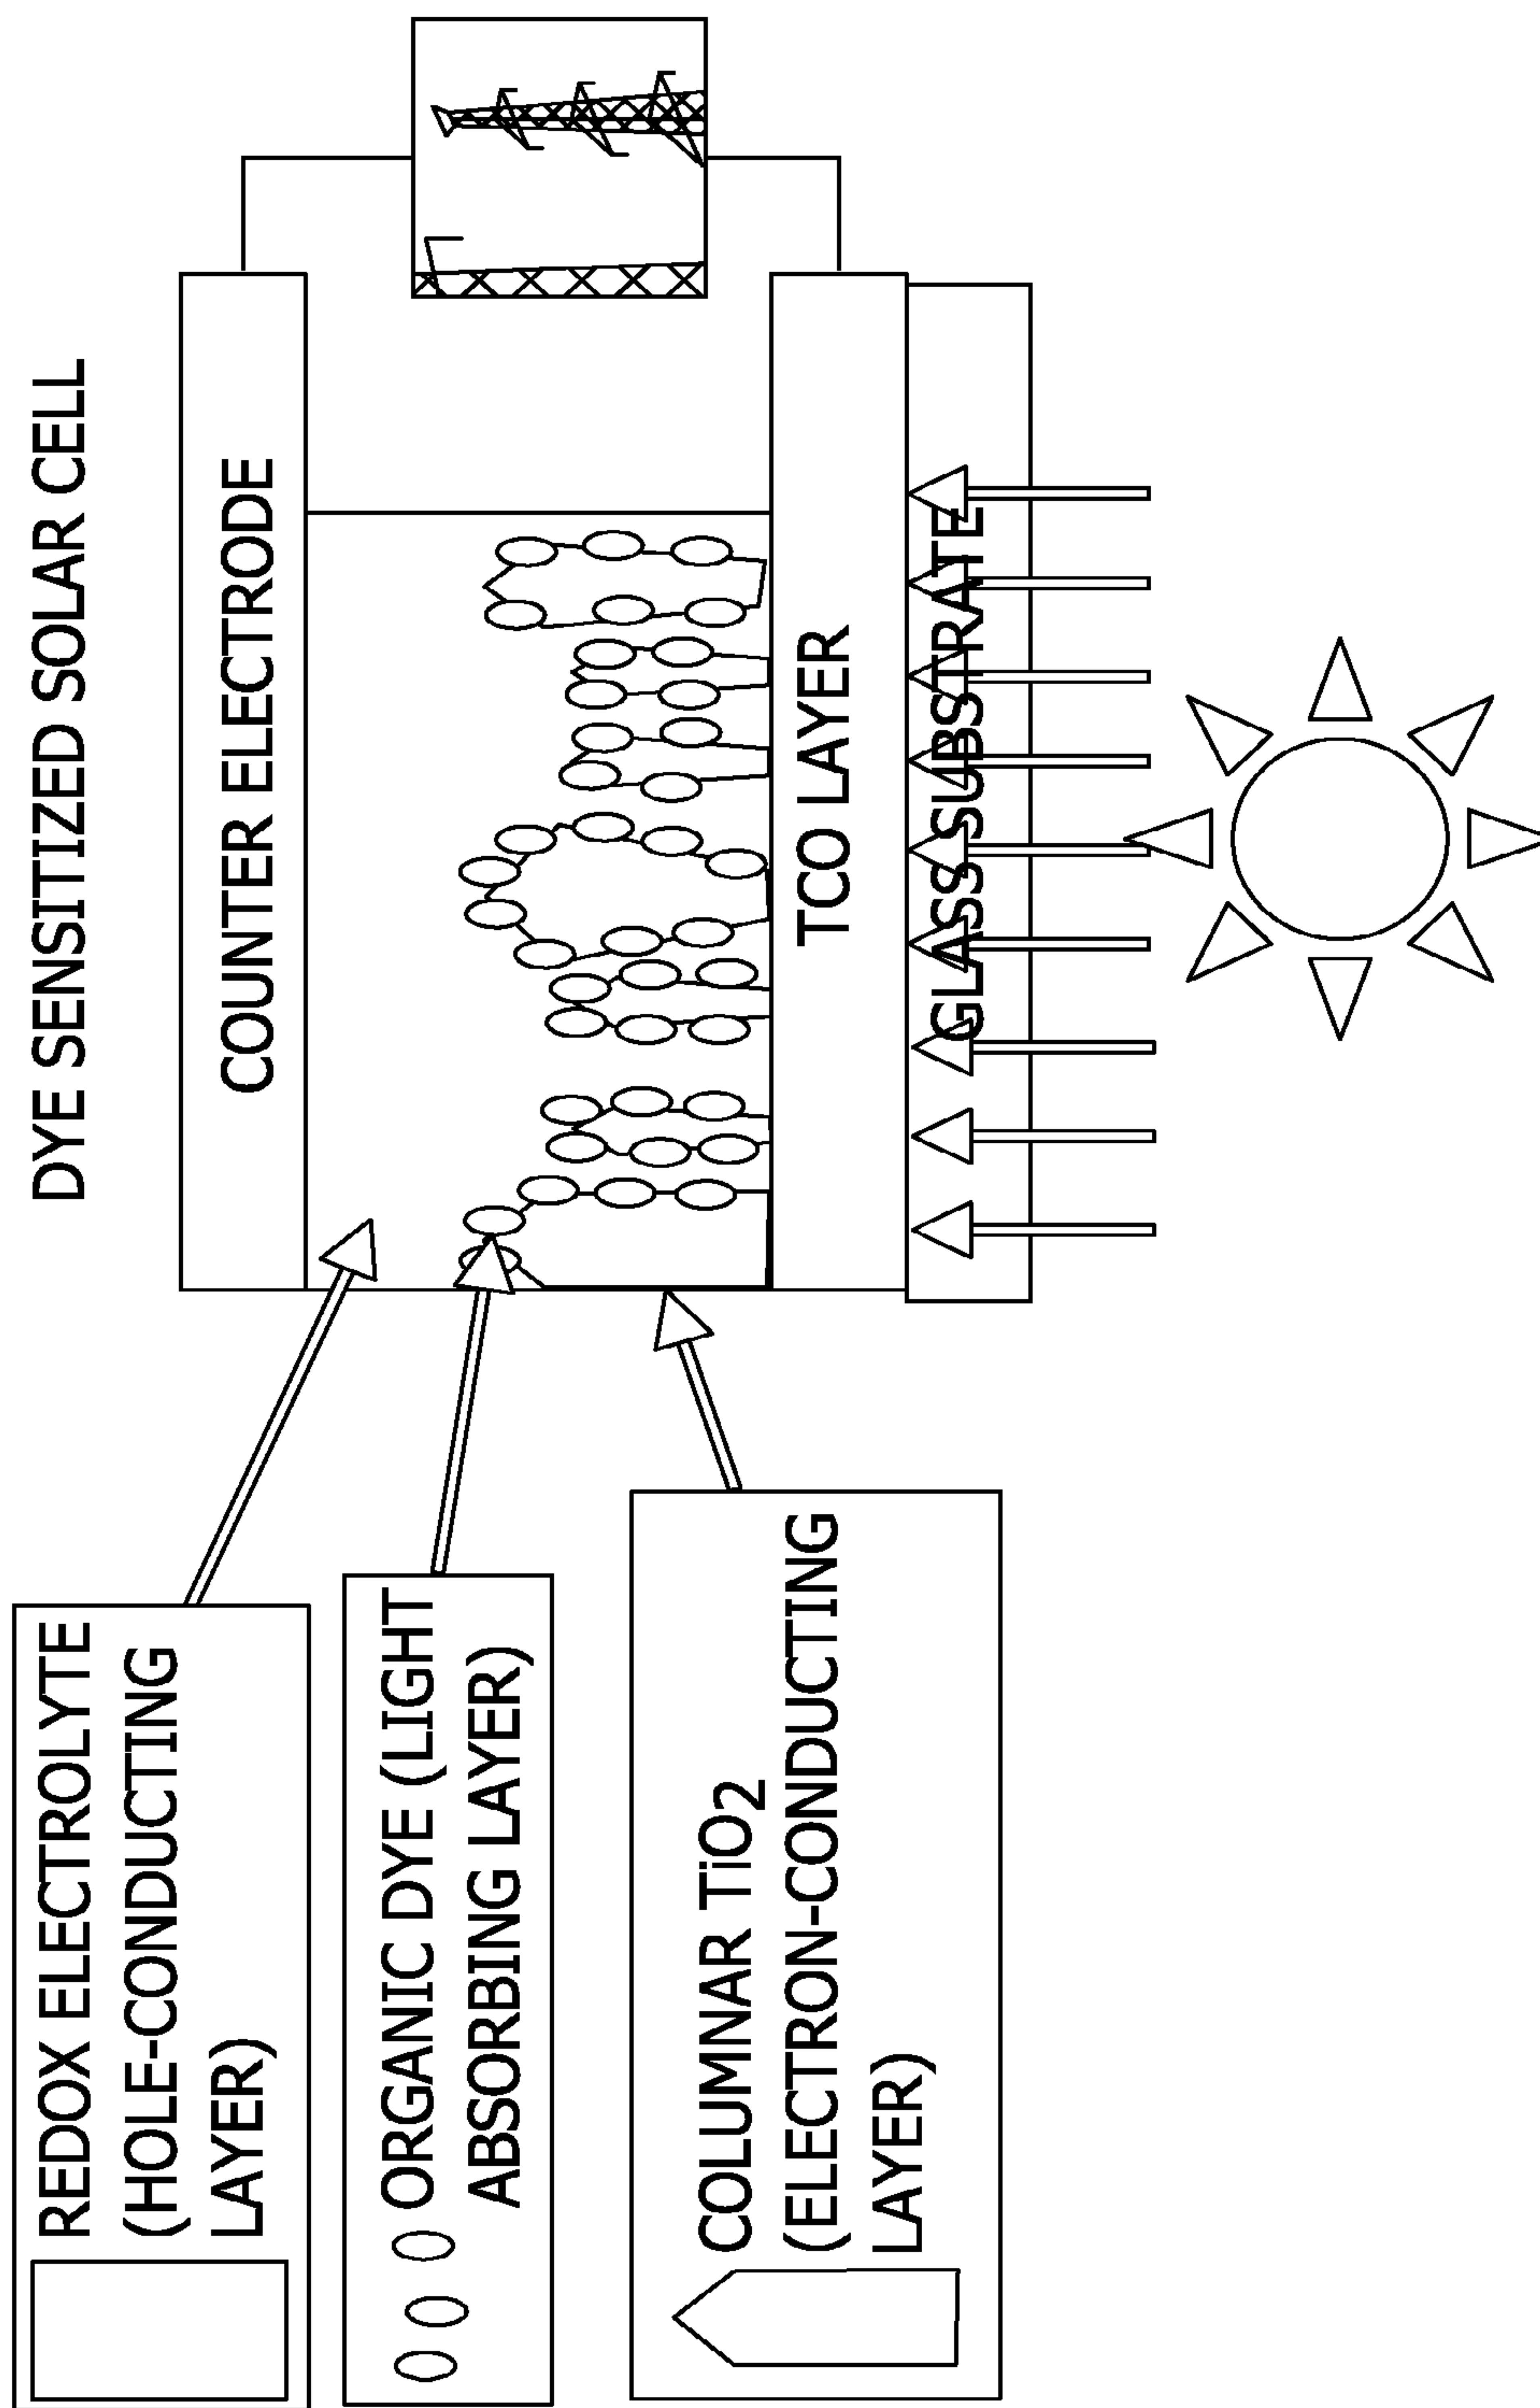 DYE SENSITIZED SOLAR CELL
REDOX ELECTROLYTE
(HOLE-CONDUCTING
LAYER)
COUNTER ELECTRODE
ORGANIC DYE (LIGHT
ABSORBING LAYER)
COLUMNAR TiO2
(ELECTRON-CONDUCTING
LAYER)
TCO LAYER
GLASS SUBSTRATE